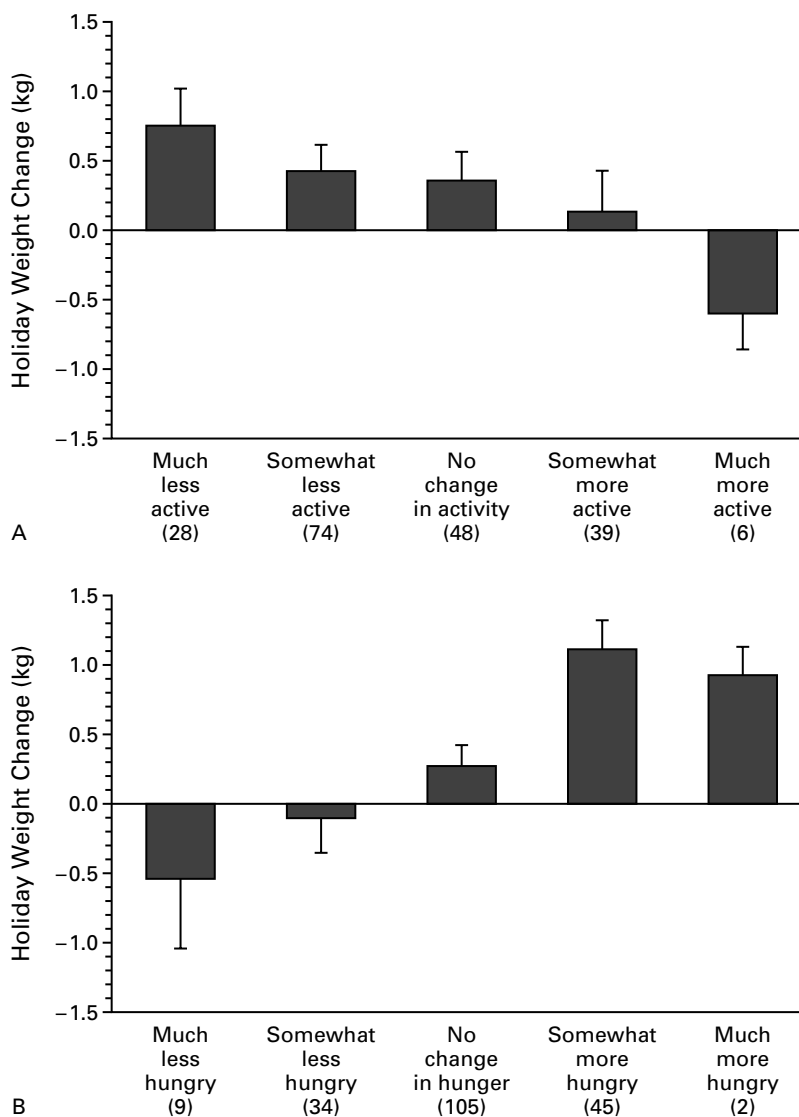 Holiday Weight Change (kg)
1.5
1.0
0.5
0.0
−0.5
−1.0
−1.5
Much Somewhat No Somewhat Much
less less change more more
active active in activity active active
A (28) (74) (48) (39) (6)
Holiday Weight Change (kg)
1.5
1.0
0.5
0.0
−0.5
−1.0
−1.5
Much Somewhat No Somewhat Much
less less change more more
hungry hungry in hunger hungry hungry
B (9) (34) (105) (45) (2)